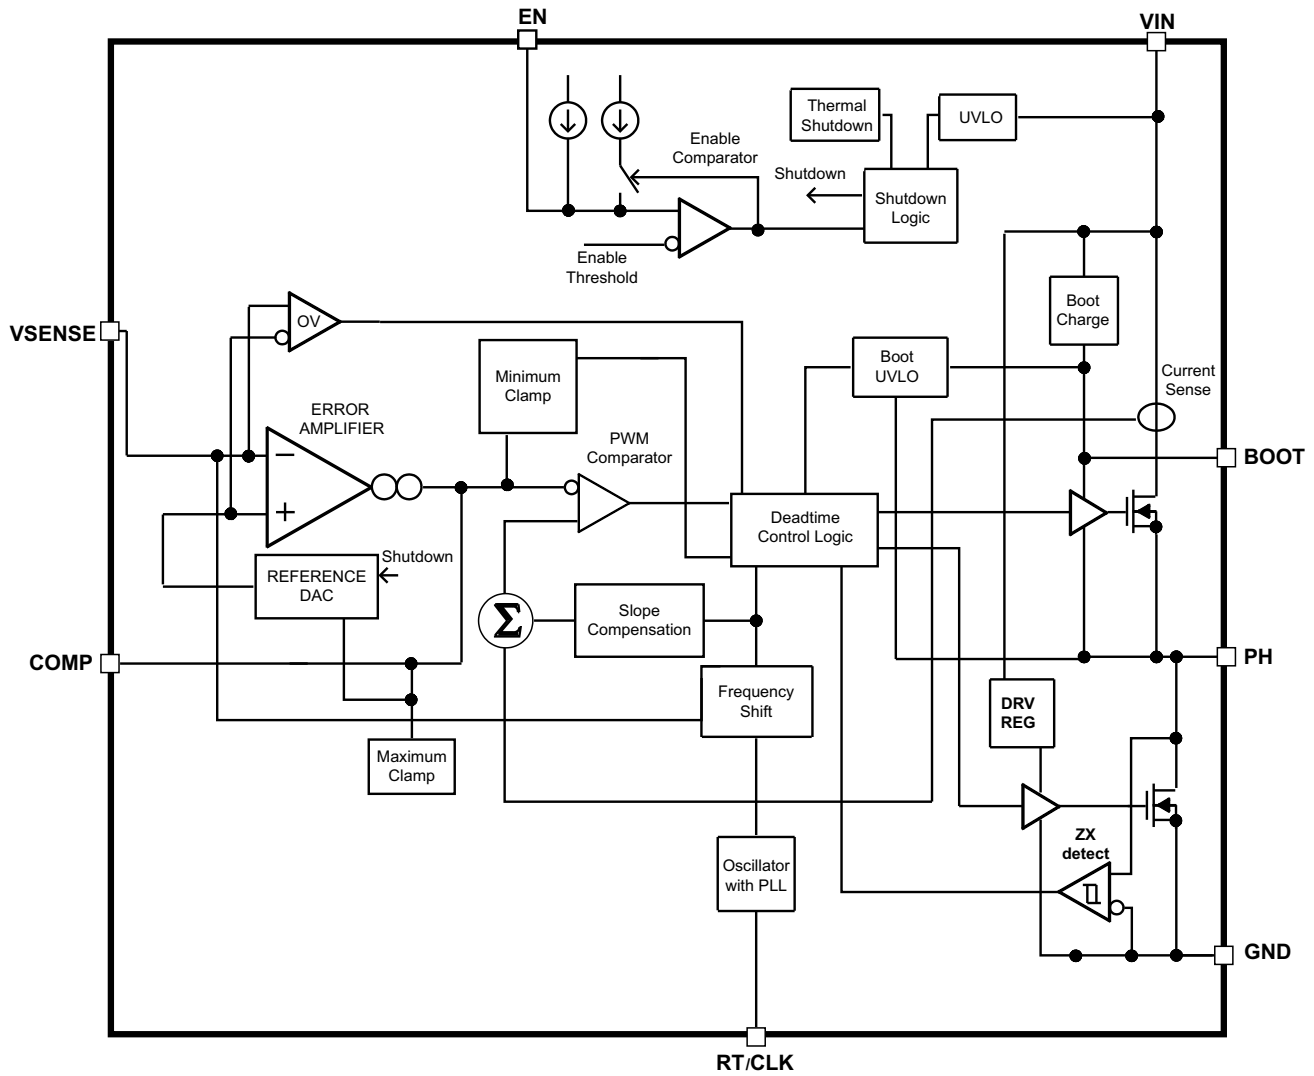 EN
VIN
Thermal
Shutdown
UVLO
Enable
Comparator
Shutdown
Shutdown
Logic
Enable
Threshold
Boot
Charge
VSENSE
OV
Minimum
Clamp
Boot
UVLO
Current
Sense
ERROR
AMPLIFIER
PWM
Comparator
BOOT
−
+
Deadtime
Control Logic
Shutdown
REFERENCE
DAC
Σ
Slope
Compensation
COMP
PH
Frequency
Shift
DRV
REG
Maximum
Clamp
ZX
detect
Oscillator
with PLL
GND
RT/CLK